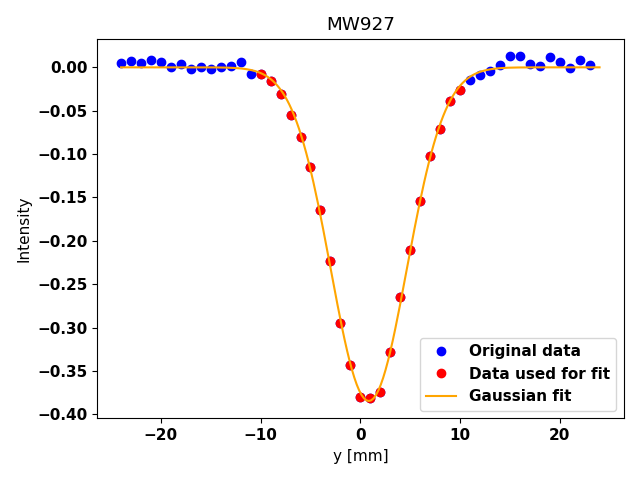 MW927
0.00
−0.05
−0.10
−0.15
−0.20
−0.25
−0.30
−0.35
−0.40
Intensity
Original data
Data used for fit
Gaussian fit
−20
−10
0
10
20
y [mm]